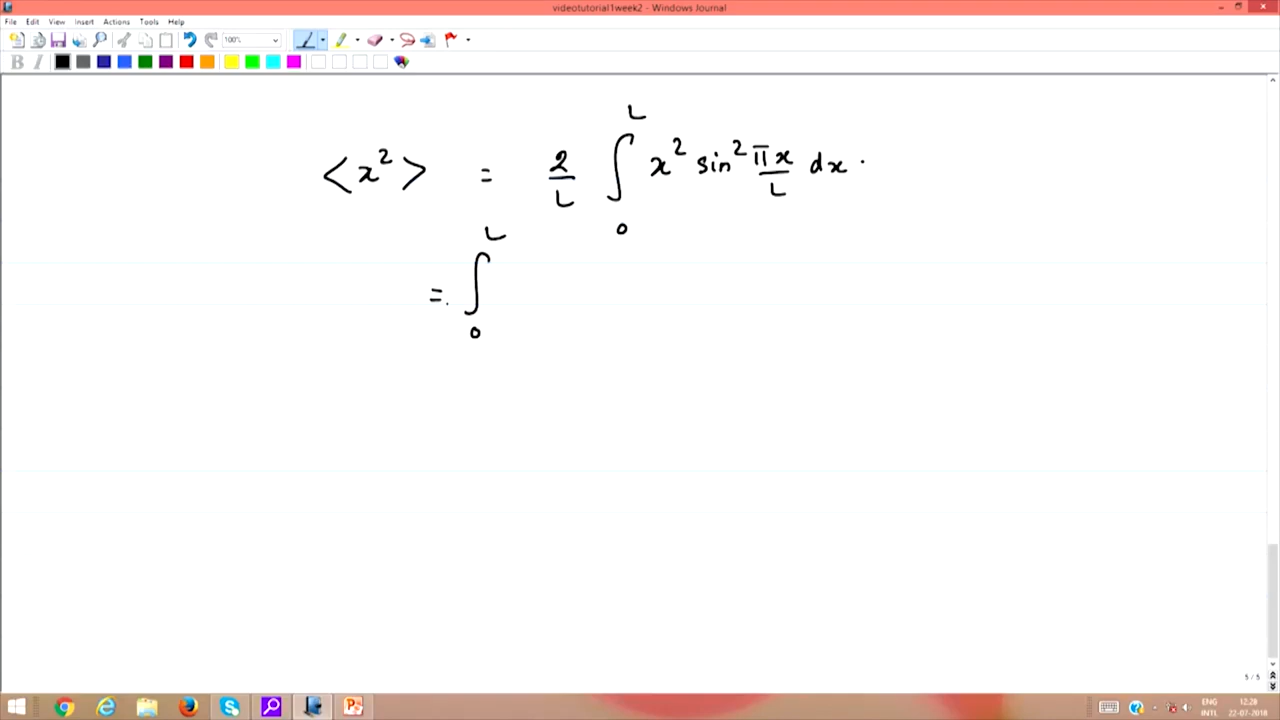 videotutorial1week2 - Windows Journal
File Edit View Insert Actions Tools Help
100%
B I
L
<x²> = 2/L ∫ x² sin² πx/L dx .
0
L
= ∫
0
5 / 5
ENG 12:28
INTL 22-07-2018